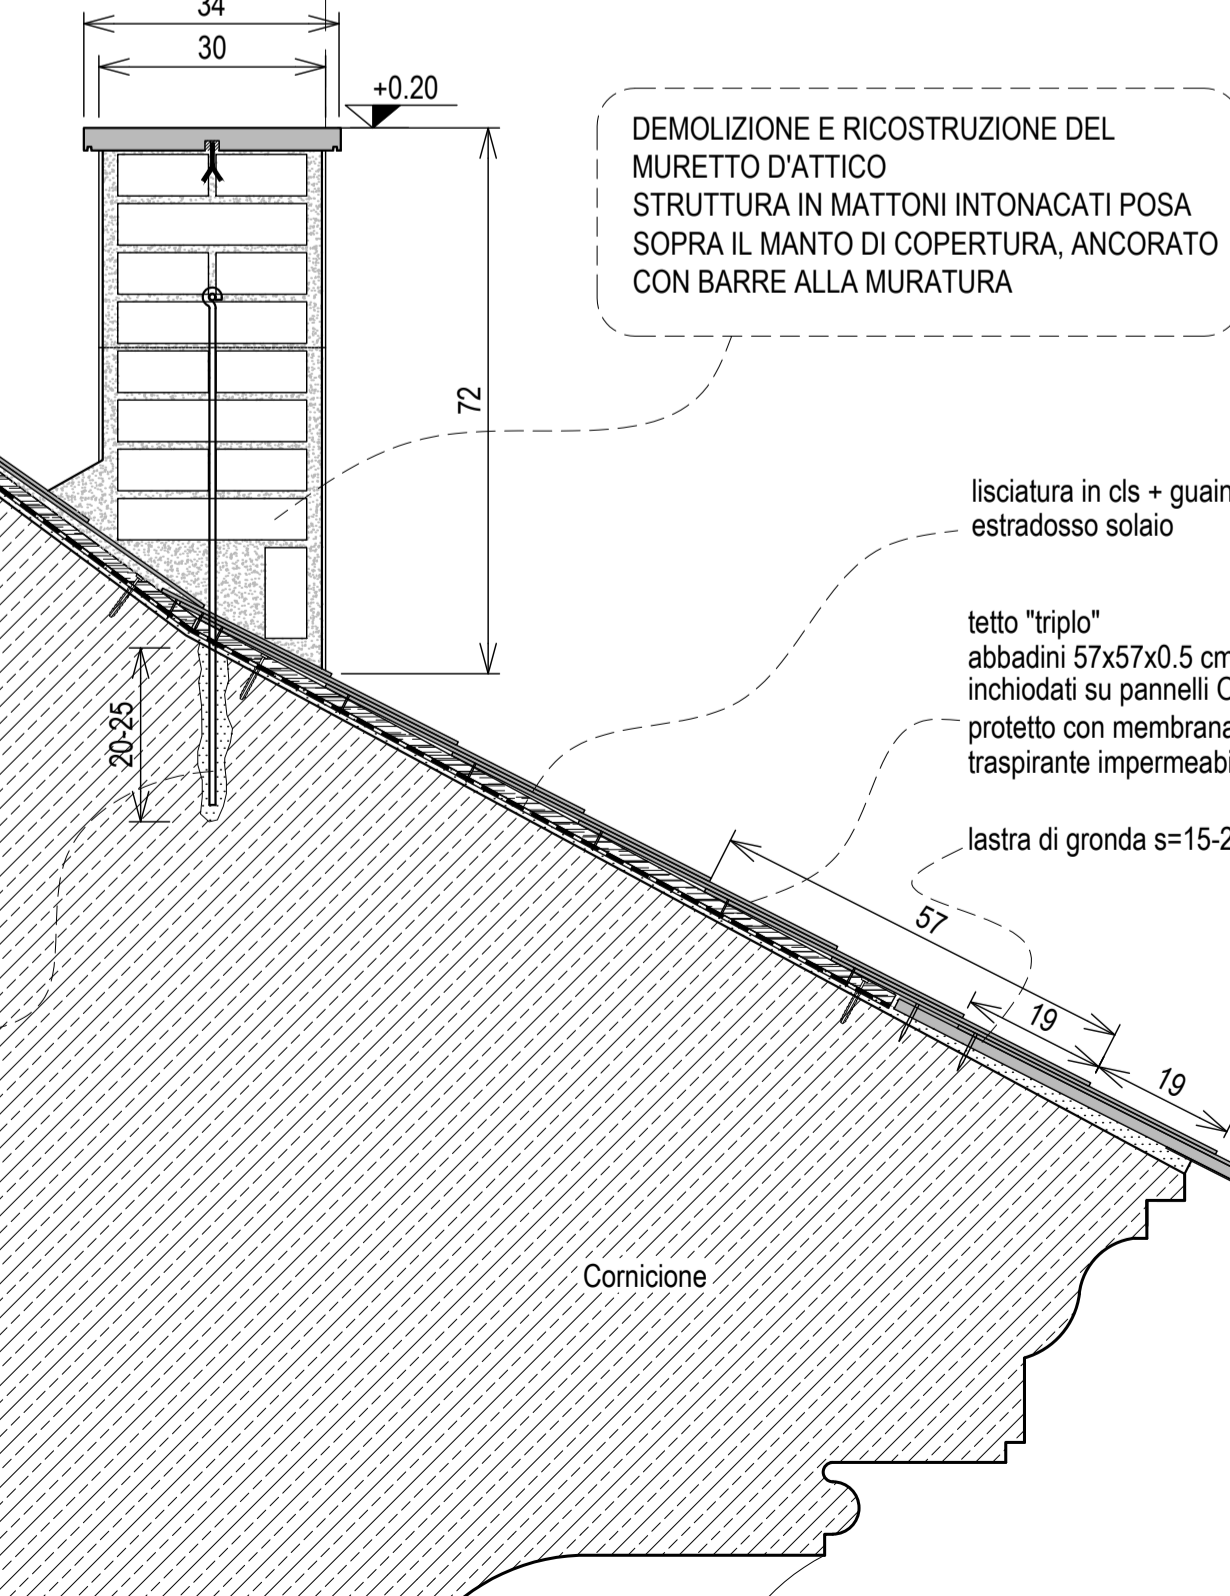 34
30
+0.20
DEMOLIZIONE E RICOSTRUZIONE DEL
MURETTO D'ATTICO
STRUTTURA IN MATTONI INTONACATI POSA
SOPRA IL MANTO DI COPERTURA, ANCORATO
CON BARRE ALLA MURATURA
72
lisciatura in cls + guain
estradosso solaio
tetto "triplo"
abbadini 57x57x0.5 cm
inchiodati su pannelli
protetto con membrana
traspirante impermeabi
20-25
lastra di gronda s=15-2
57
19
19
Cornicione